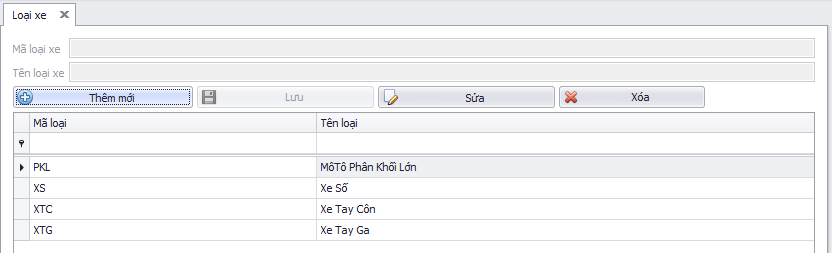 Loại xe
Mã loại xe
Tên loại xe
Thêm mới Lưu Sửa Xóa
Mã loại Tên loại
PKL MôTô Phân Khối Lớn
XS Xe Số
XTC Xe Tay Côn
XTG Xe Tay Ga